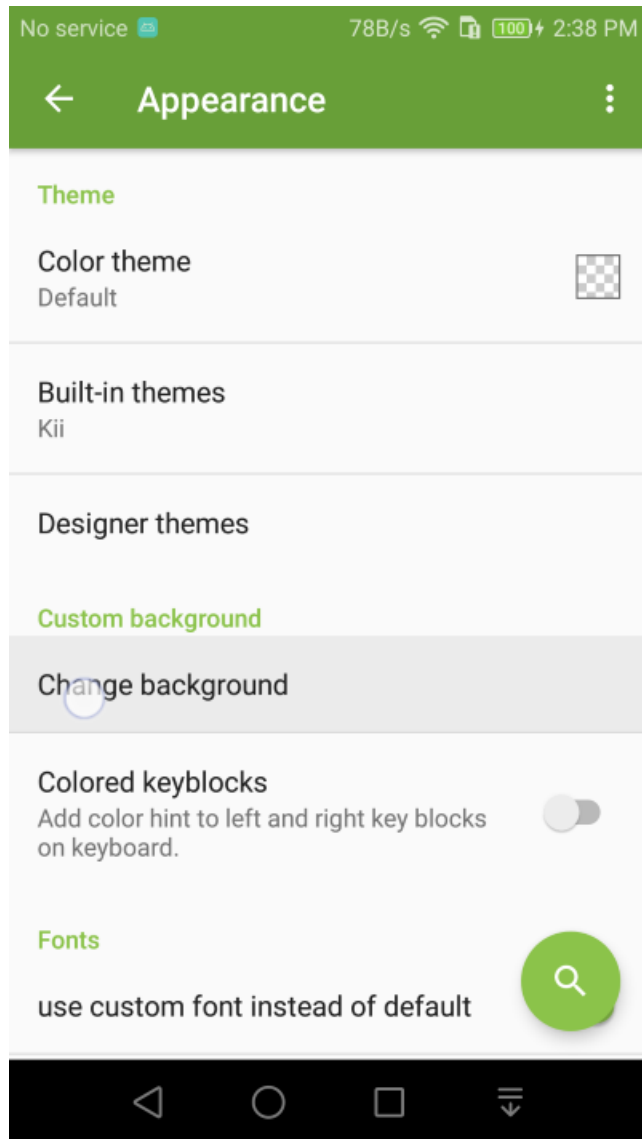 No service 78B/s 100 2:38 PM
Appearance
Theme
Color theme
Default
Built-in themes
Kii
Designer themes
Custom background
Change background
Colored keyblocks
Add color hint to left and right key blocks
on keyboard.
Fonts
use custom font instead of default